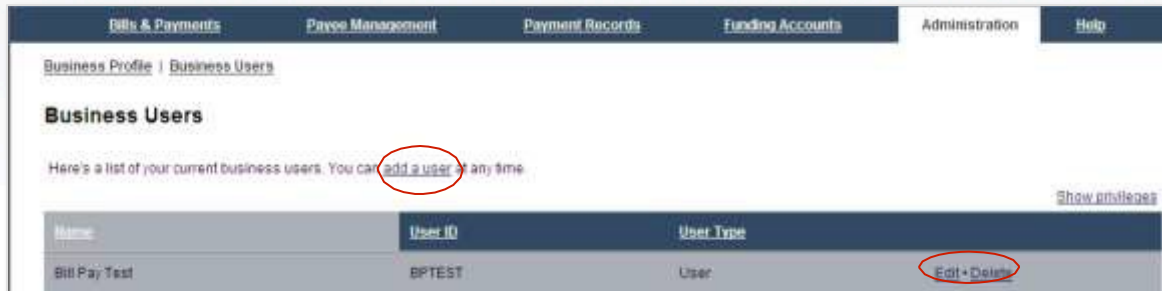 Bills & Payments Payee Management Payment Records Funding Accounts Administration Help
Business Profile | Business Users
Business Users
Here's a list of your current business users. You can add a user at any time.
Show privileges
Name User ID User Type
Bill Pay Test BPTEST User Edit • Delete